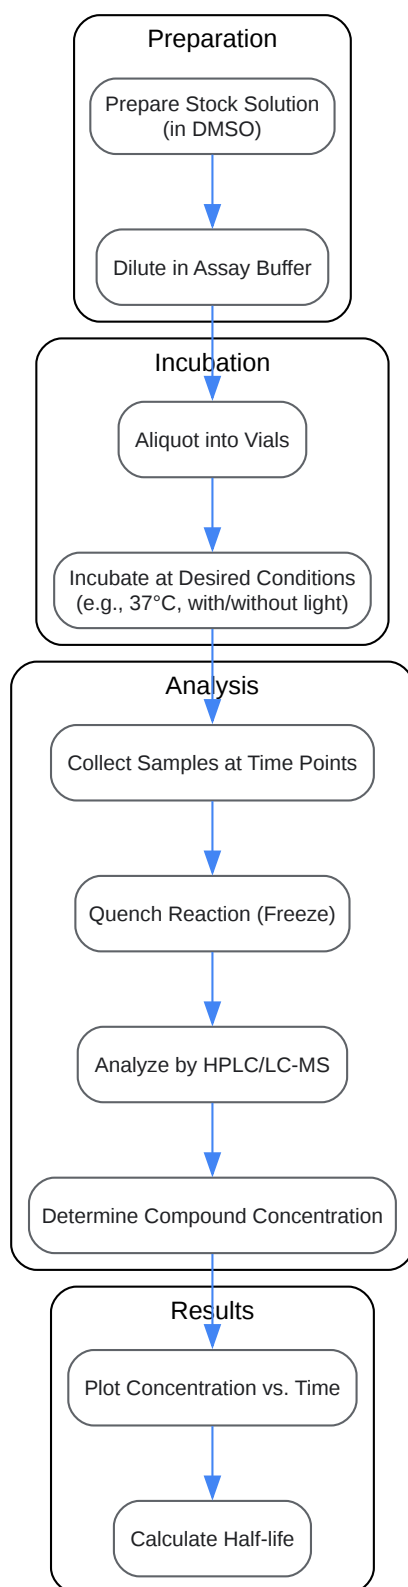 Preparation
Prepare Stock Solution
(in DMSO)
Dilute in Assay Buffer
Incubation
Aliquot into Vials
Incubate at Desired Conditions
(e.g., 37°C, with/without light)
Analysis
Collect Samples at Time Points
Quench Reaction (Freeze)
Analyze by HPLC/LC-MS
Determine Compound Concentration
Results
Plot Concentration vs. Time
Calculate Half-life